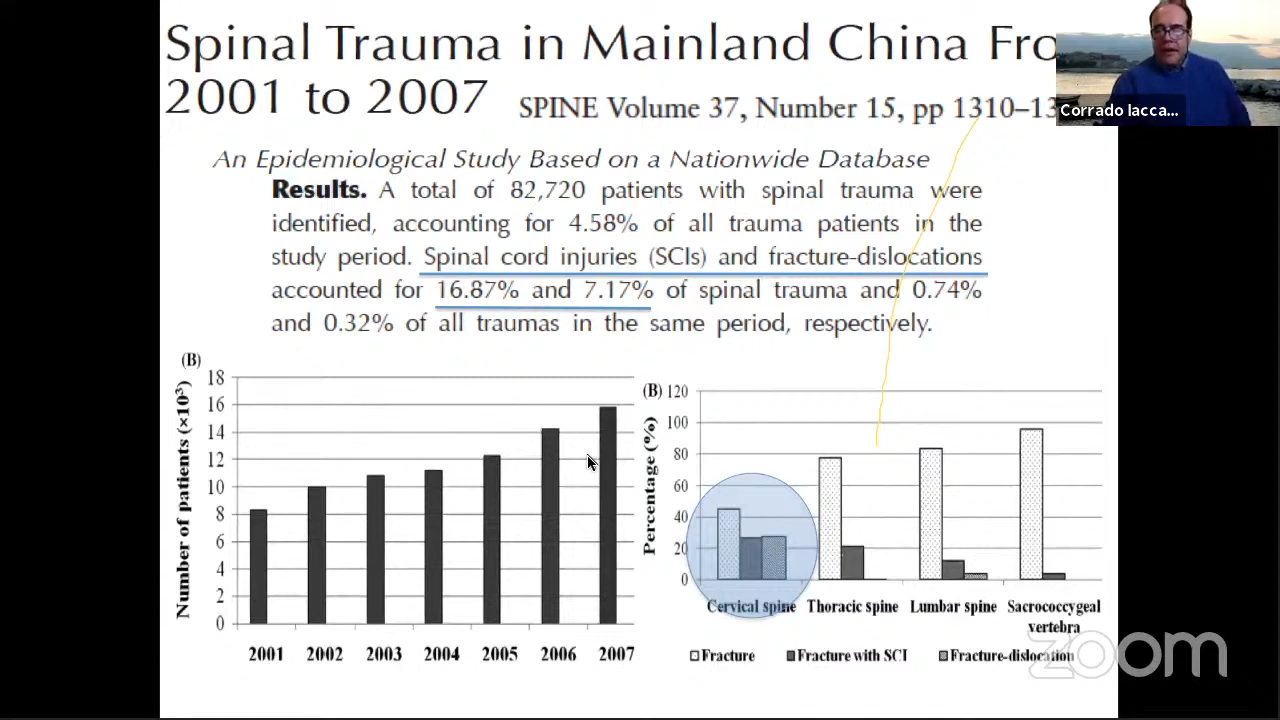 Spinal Trauma in Mainland China Fro
2001 to 2007
SPINE Volume 37, Number 15, pp 1310–13
Corrado Iacca...
An Epidemiological Study Based on a Nationwide Database
Results. A total of 82,720 patients with spinal trauma were
identified, accounting for 4.58% of all trauma patients in the
study period. Spinal cord injuries (SCIs) and fracture-dislocations
accounted for 16.87% and 7.17% of spinal trauma and 0.74%
and 0.32% of all traumas in the same period, respectively.
(B)
Number of patients (×10³)
18
16
14
12
10
8
6
4
2
0
2001 2002 2003 2004 2005 2006 2007
(B)
Percentage (%)
120
100
80
60
40
20
0
Cervical spine Thoracic spine Lumbar spine Sacrococcygeal
vertebra
Fracture Fracture with SCI Fracture-dislocation
zoom